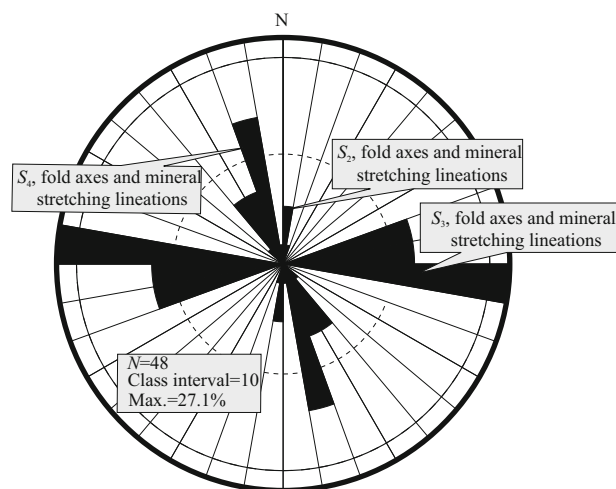 N
S₂, fold axes and mineral
stretching lineations
S₄, fold axes and mineral
stretching lineations
S₃, fold axes and mineral
stretching lineations
N=48
Class interval=10
Max.=27.1%